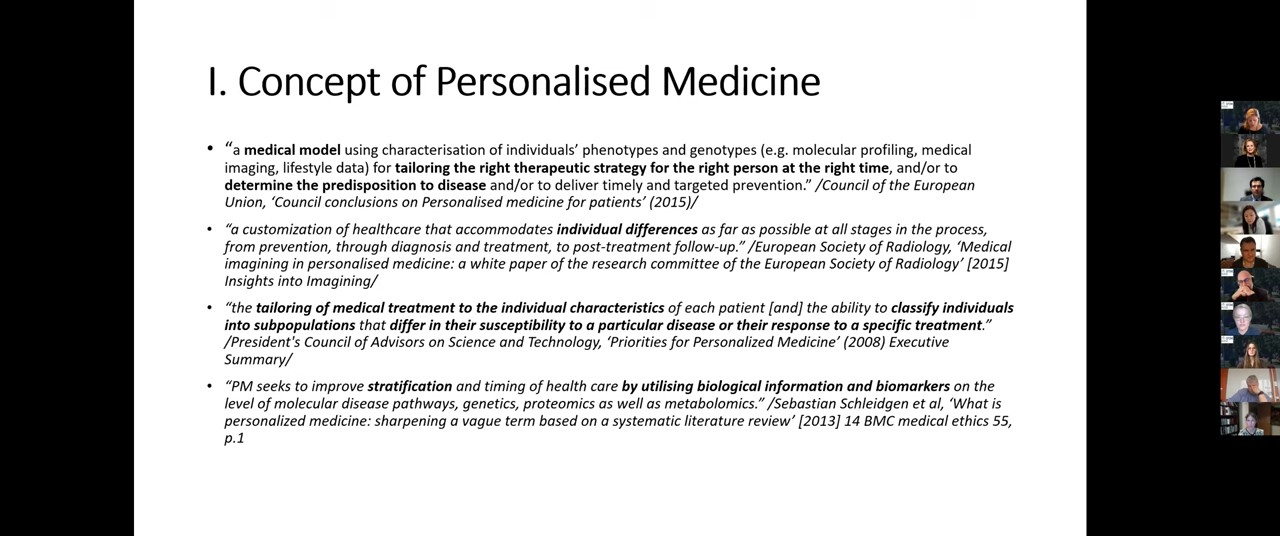 I. Concept of Personalised Medicine
• “a medical model using characterisation of individuals’ phenotypes and genotypes (e.g. molecular profiling, medical
imaging, lifestyle data) for tailoring the right therapeutic strategy for the right person at the right time, and/or to
determine the predisposition to disease and/or to deliver timely and targeted prevention.” /Council of the European
Union, ‘Council conclusions on Personalised medicine for patients’ (2015)/
• “a customization of healthcare that accommodates individual differences as far as possible at all stages in the process,
from prevention, through diagnosis and treatment, to post-treatment follow-up.” /European Society of Radiology, ‘Medical
imagining in personalised medicine: a white paper of the research committee of the European Society of Radiology’ [2015]
Insights into Imagining/
• “the tailoring of medical treatment to the individual characteristics of each patient [and] the ability to classify individuals
into subpopulations that differ in their susceptibility to a particular disease or their response to a specific treatment.”
/President's Council of Advisors on Science and Technology, ‘Priorities for Personalized Medicine’ (2008) Executive
Summary/
• “PM seeks to improve stratification and timing of health care by utilising biological information and biomarkers on the
level of molecular disease pathways, genetics, proteomics as well as metabolomics.” /Sebastian Schleidgen et al, ‘What is
personalized medicine: sharpening a vague term based on a systematic literature review’ [2013] 14 BMC medical ethics 55,
p.1